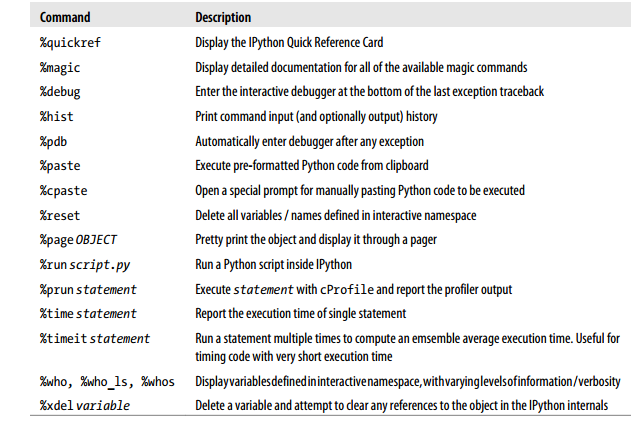 Command Description
%quickref Display the IPython Quick Reference Card
%magic Display detailed documentation for all of the available magic commands
%debug Enter the interactive debugger at the bottom of the last exception traceback
%hist Print command input (and optionally output) history
%pdb Automatically enter debugger after any exception
%paste Execute pre-formatted Python code from clipboard
%cpaste Open a special prompt for manually pasting Python code to be executed
%reset Delete all variables / names defined in interactive namespace
%page OBJECT Pretty print the object and display it through a pager
%run script.py Run a Python script inside IPython
%prun statement Execute statement with cProfile and report the profiler output
%time statement Report the execution time of single statement
%timeit statement Run a statement multiple times to compute an emsemble average execution time. Useful for
timing code with very short execution time
%who, %who_ls, %whos Display variables defined in interactive namespace, with varying levels of information / verbosity
%xdel variable Delete a variable and attempt to clear any references to the object in the IPython internals